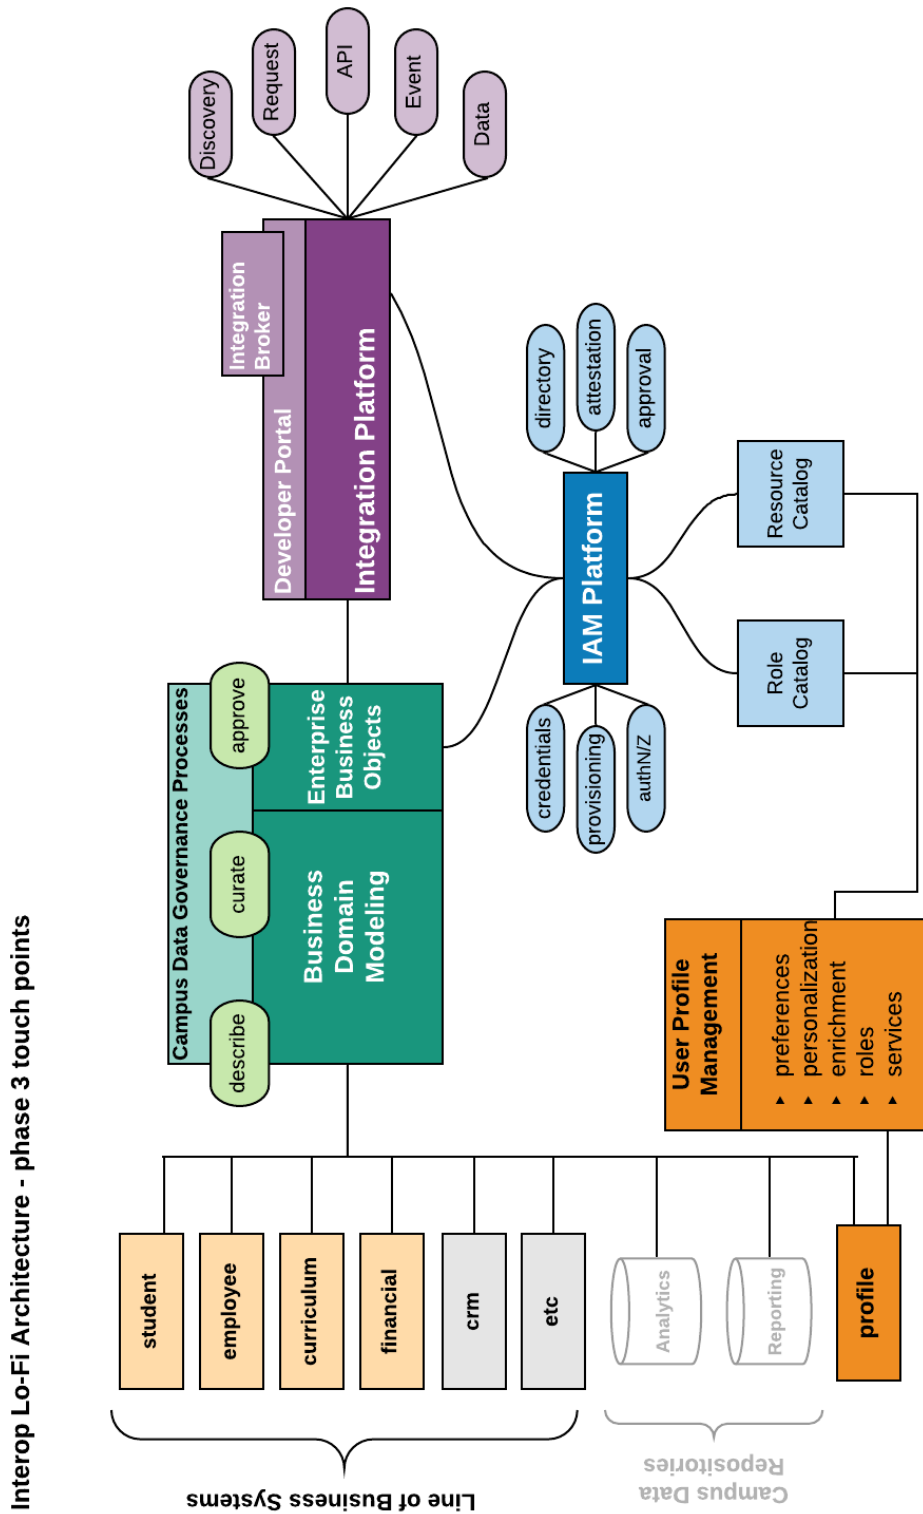 Interop Lo-Fi Architecture - phase 3 touch points
Line of Business Systems
student
employee
curriculum
financial
crm
etc
Campus Data
Repositories
Analytics
Reporting
profile
Campus Data Governance Processes
describe
curate
approve
Business
Domain
Modeling
Enterprise
Business
Objects
Integration
Broker
Developer Portal
Integration Platform
Discovery
Request
API
Event
Data
IAM Platform
credentials
provisioning
authN/Z
directory
attestation
approval
Role
Catalog
Resource
Catalog
User Profile
Management
▸ preferences
▸ personalization
▸ enrichment
▸ roles
▸ services